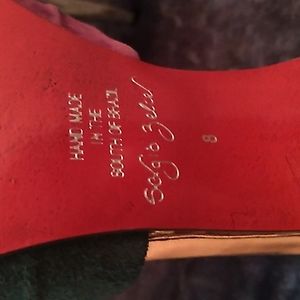 HAND MADE
IN THE
SOUTH OF BRAZIL
Sergio Zelcer
8